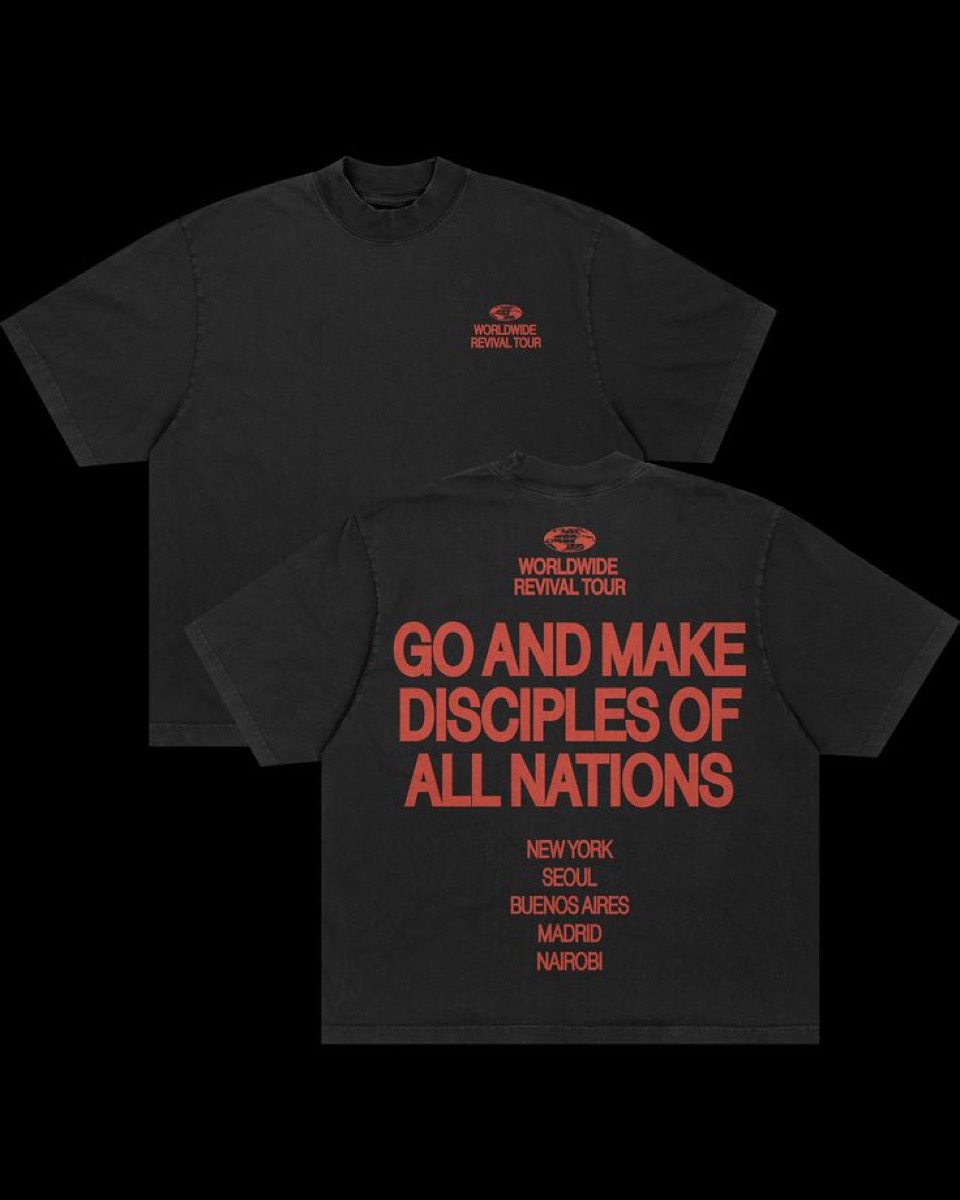 WORLDWIDE
REVIVAL TOUR
WORLDWIDE
REVIVAL TOUR
GO AND MAKE
DISCIPLES OF
ALL NATIONS
NEW YORK
SEOUL
BUENOS AIRES
MADRID
NAIROBI